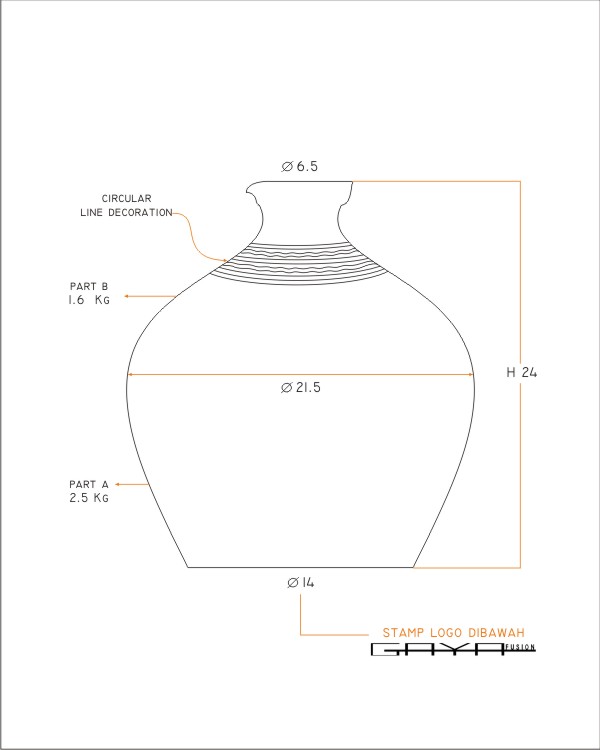 Ø 6.5
CIRCULAR
LINE DECORATION
PART B
1.6 KG
H 24
Ø 21.5
PART A
2.5 KG
Ø 14
STAMP LOGO DIBAWAH
GAYA FUSION